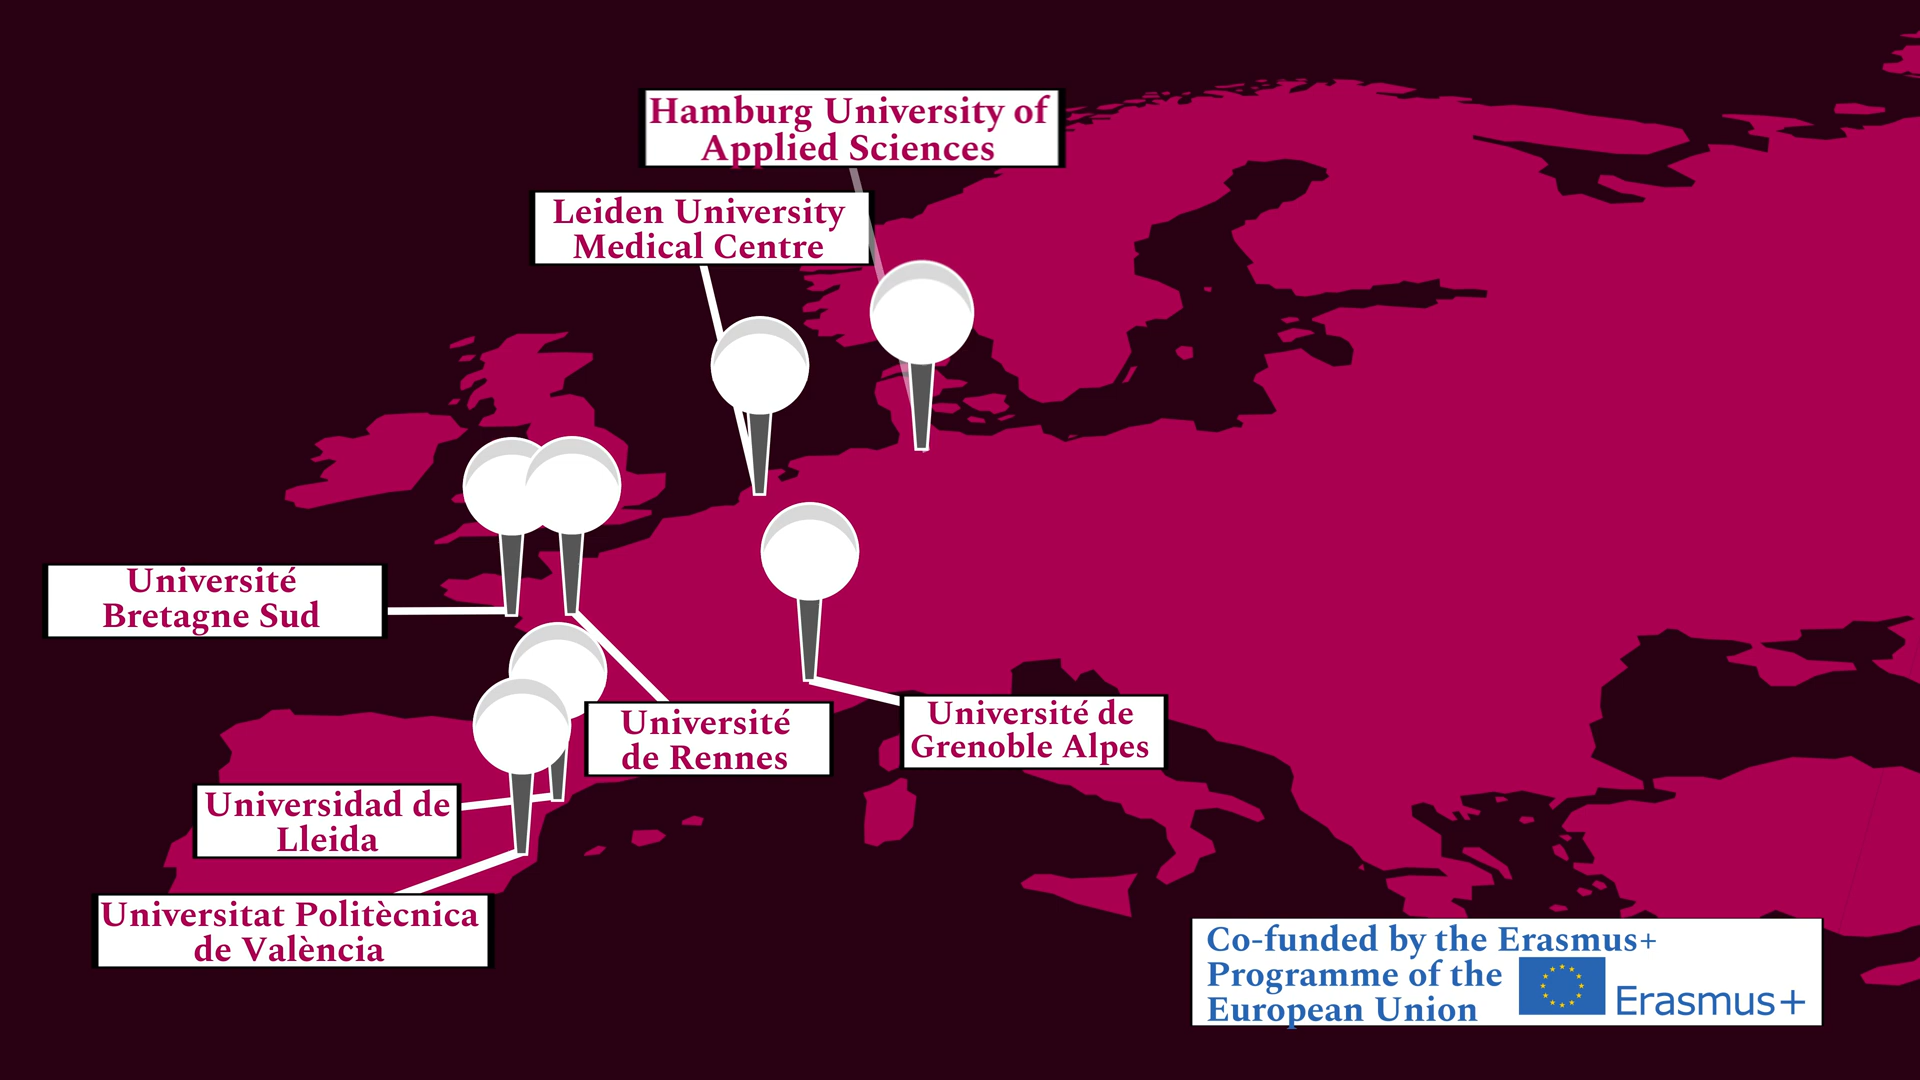 Hamburg University of
Applied Sciences
Leiden University
Medical Centre
Université
Bretagne Sud
Université
de Rennes
Université de
Grenoble Alpes
Universidad de
Lleida
Universitat Politècnica
de València
Co-funded by the Erasmus+
Programme of the
European Union
Erasmus+